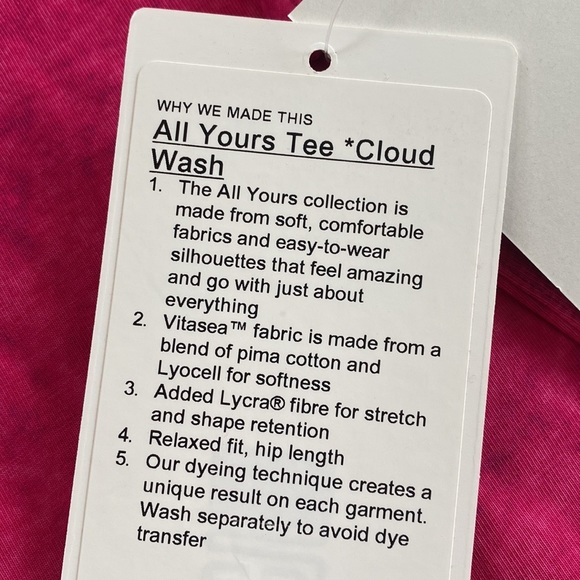 WHY WE MADE THIS
All Yours Tee *Cloud
Wash
1. The All Yours collection is
made from soft, comfortable
fabrics and easy-to-wear
silhouettes that feel amazing
and go with just about
everything
2. Vitasea™ fabric is made from a
blend of pima cotton and
Lyocell for softness
3. Added Lycra® fibre for stretch
and shape retention
4. Relaxed fit, hip length
5. Our dyeing technique creates a
unique result on each garment.
Wash separately to avoid dye
transfer